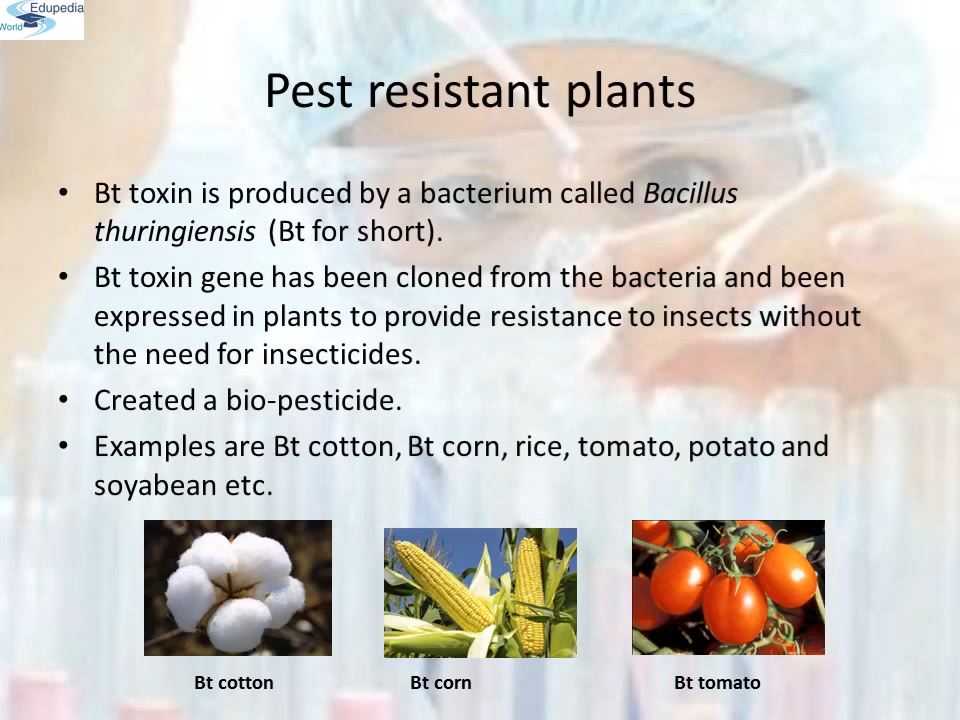 Edupedia
World
Pest resistant plants
• Bt toxin is produced by a bacterium called Bacillus
thuringiensis (Bt for short).
• Bt toxin gene has been cloned from the bacteria and been
expressed in plants to provide resistance to insects without
the need for insecticides.
• Created a bio-pesticide.
• Examples are Bt cotton, Bt corn, rice, tomato, potato and
soyabean etc.
Bt cotton Bt corn Bt tomato